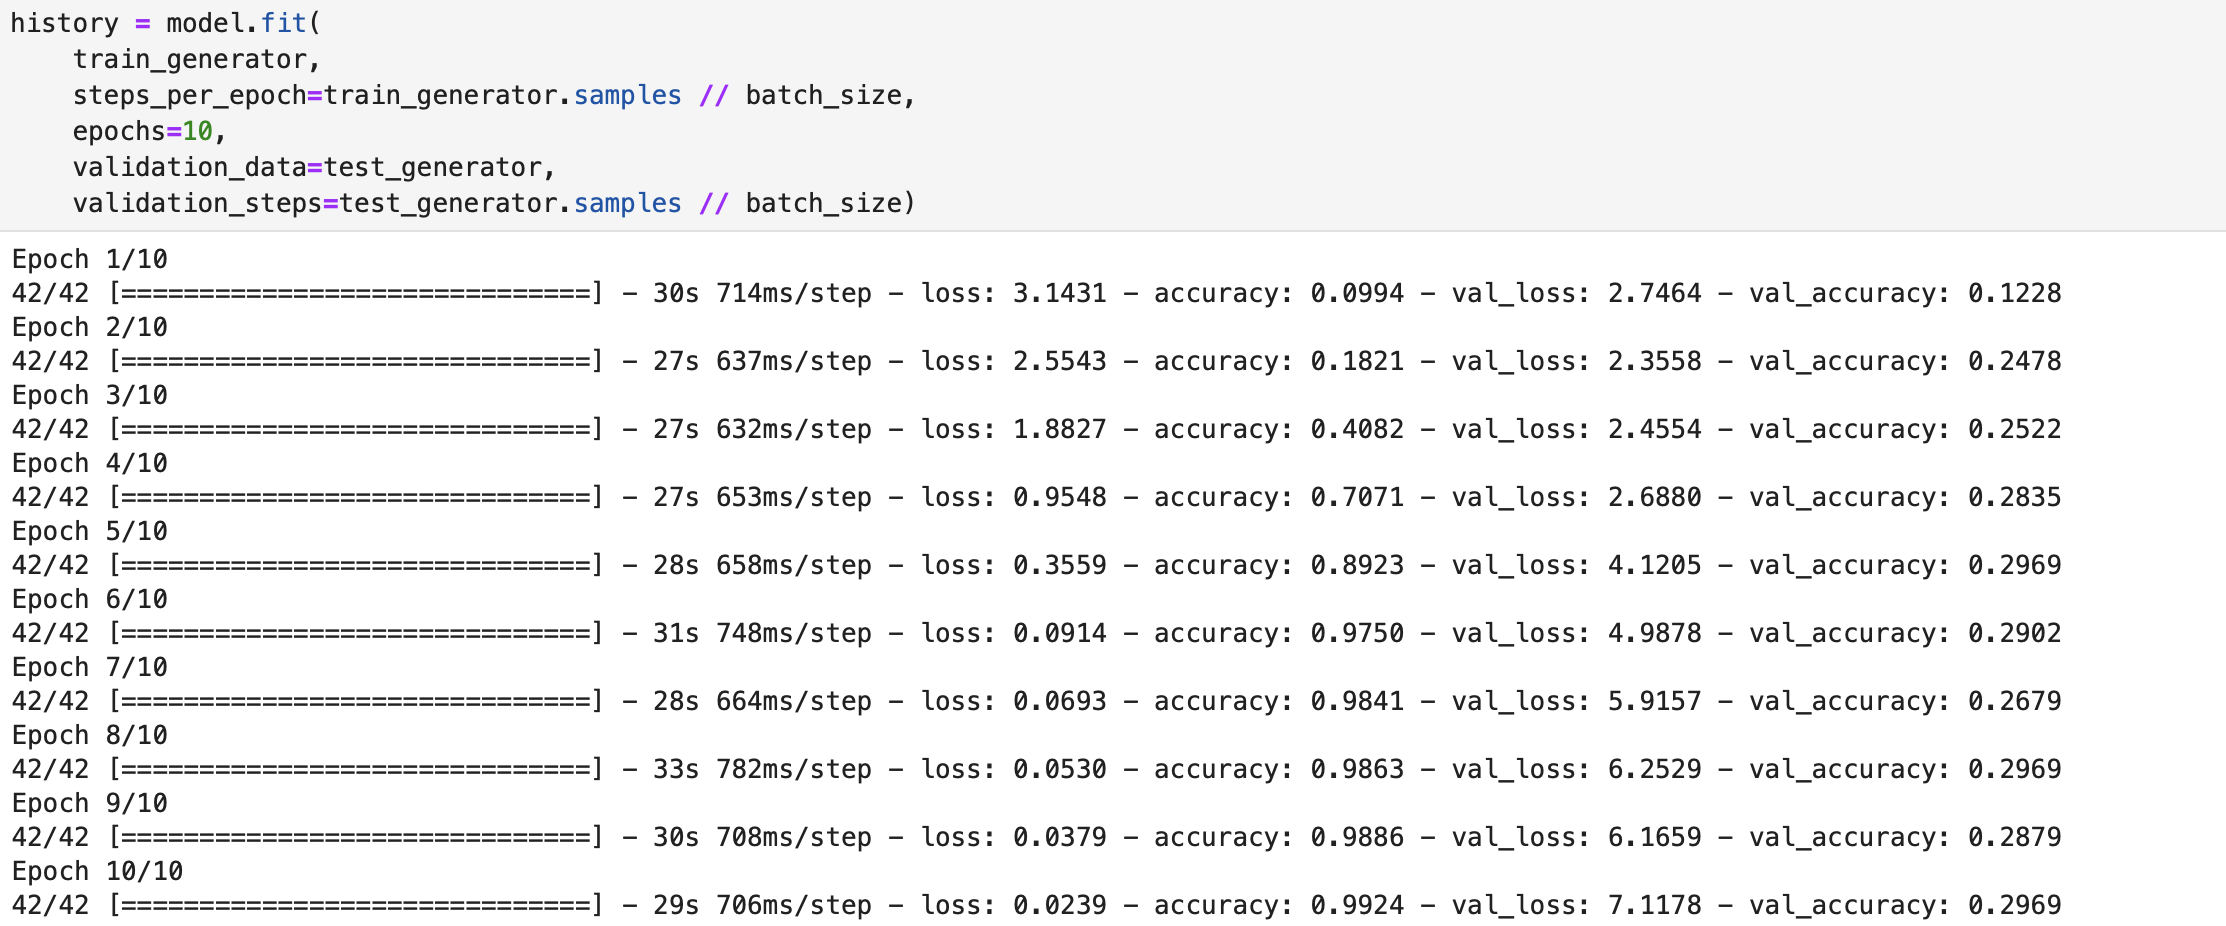 history = model.fit(
    train_generator,
    steps_per_epoch=train_generator.samples // batch_size,
    epochs=10,
    validation_data=test_generator,
    validation_steps=test_generator.samples // batch_size)
Epoch 1/10
42/42 [==============================] - 30s 714ms/step - loss: 3.1431 - accuracy: 0.0994 - val_loss: 2.7464 - val_accuracy: 0.1228
Epoch 2/10
42/42 [==============================] - 27s 637ms/step - loss: 2.5543 - accuracy: 0.1821 - val_loss: 2.3558 - val_accuracy: 0.2478
Epoch 3/10
42/42 [==============================] - 27s 632ms/step - loss: 1.8827 - accuracy: 0.4082 - val_loss: 2.4554 - val_accuracy: 0.2522
Epoch 4/10
42/42 [==============================] - 27s 653ms/step - loss: 0.9548 - accuracy: 0.7071 - val_loss: 2.6880 - val_accuracy: 0.2835
Epoch 5/10
42/42 [==============================] - 28s 658ms/step - loss: 0.3559 - accuracy: 0.8923 - val_loss: 4.1205 - val_accuracy: 0.2969
Epoch 6/10
42/42 [==============================] - 31s 748ms/step - loss: 0.0914 - accuracy: 0.9750 - val_loss: 4.9878 - val_accuracy: 0.2902
Epoch 7/10
42/42 [==============================] - 28s 664ms/step - loss: 0.0693 - accuracy: 0.9841 - val_loss: 5.9157 - val_accuracy: 0.2679
Epoch 8/10
42/42 [==============================] - 33s 782ms/step - loss: 0.0530 - accuracy: 0.9863 - val_loss: 6.2529 - val_accuracy: 0.2969
Epoch 9/10
42/42 [==============================] - 30s 708ms/step - loss: 0.0379 - accuracy: 0.9886 - val_loss: 6.1659 - val_accuracy: 0.2879
Epoch 10/10
42/42 [==============================] - 29s 706ms/step - loss: 0.0239 - accuracy: 0.9924 - val_loss: 7.1178 - val_accuracy: 0.2969